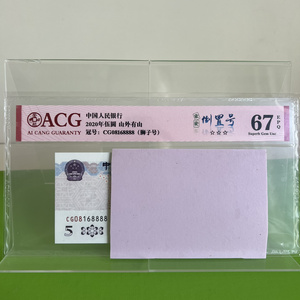 ACG
AI CANG GUARANTY
中国人民银行
2020年伍圆 山外有山
冠号: CG08168888 (狮子号)
倒置号
☆☆☆
67 EPQ
Superb Gem Unc
CG08168888
5